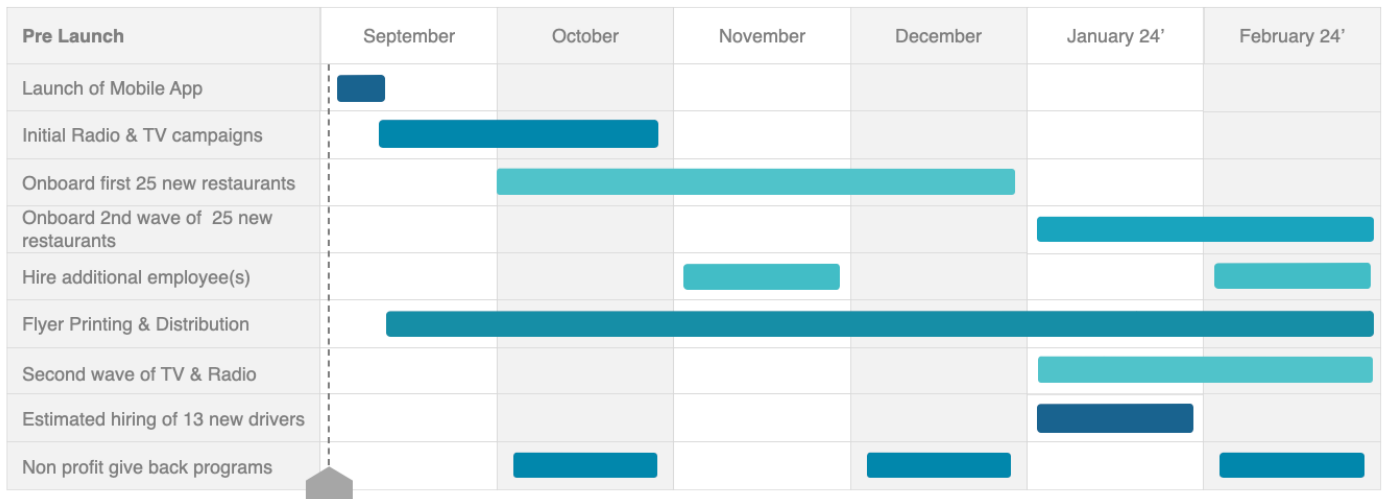 Pre Launch September October November December January 24’ February 24’
Launch of Mobile App
Initial Radio & TV campaigns
Onboard first 25 new restaurants
Onboard 2nd wave of  25 new
restaurants
Hire additional employee(s)
Flyer Printing & Distribution
Second wave of TV & Radio
Estimated hiring of 13 new drivers
Non profit give back programs